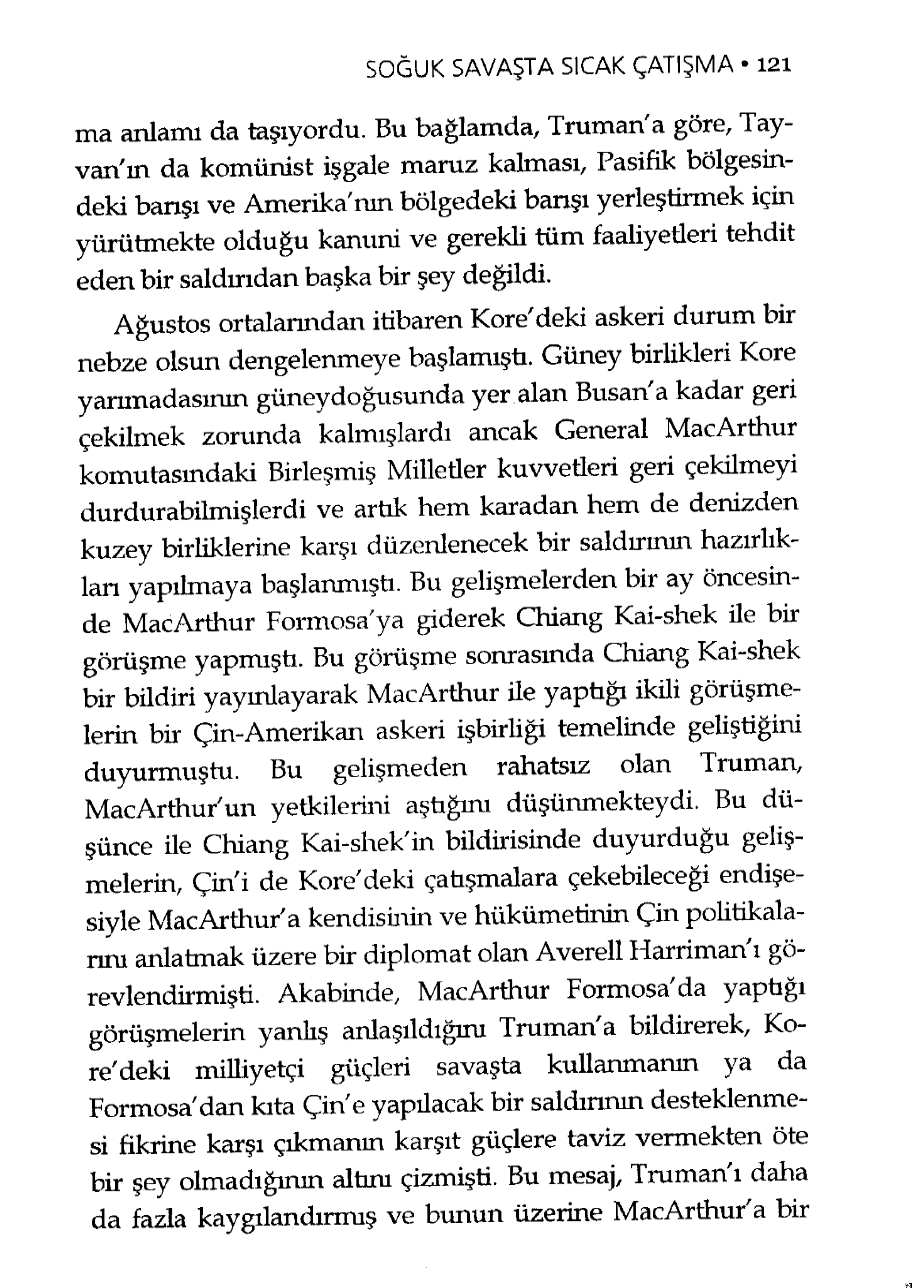 SOĞUK SAVAŞTA SICAK ÇATIŞMA • 121
ma anlamı da taşıyordu. Bu bağlamda, Truman'a göre, Tay-
van'ın da komünist işgale maruz kalması, Pasifik bölgesin-
deki barışı ve Amerika'nın bölgedeki barışı yerleştirmek için
yürütmekte olduğu kanuni ve gerekli tüm faaliyetleri tehdit
eden bir saldırıdan başka bir şey değildi.
Ağustos ortalarından itibaren Kore'deki askeri durum bir
nebze olsun dengelenmeye başlamıştı. Güney birlikleri Kore
yarımadasının güneydoğusunda yer alan Busan'a kadar geri
çekilmek zorunda kalmışlardı ancak General MacArthur
komutasındaki Birleşmiş Milletler kuvvetleri geri çekilmeyi
durdurabilmişlerdi ve artık hem karadan hem de denizden
kuzey birliklerine karşı düzenlenecek bir saldırının hazırlık-
ları yapılmaya başlanmıştı. Bu gelişmelerden bir ay öncesin-
de MacArthur Formosa'ya giderek Chiang Kai-shek ile bir
görüşme yapmıştı. Bu görüşme sonrasında Chiang Kai-shek
bir bildiri yayınlayarak MacArthur ile yaptığı ikili görüşme-
lerin bir Çin-Amerikan askeri işbirliği temelinde geliştiğini
duyurmuştu. Bu gelişmeden rahatsız olan Truman,
MacArthur'un yetkilerini aştığını düşünmekteydi. Bu dü-
şünce ile Chiang Kai-shek'in bildirisinde duyurduğu geliş-
melerin, Çin'i de Kore'deki çatışmalara çekebileceği endişe-
siyle MacArthur'a kendisinin ve hükümetinin Çin politikala-
rını anlatmak üzere bir diplomat olan Averell Harriman'ı gö-
revlendirmişti. Akabinde, MacArthur Formosa'da yaptığı
görüşmelerin yanlış anlaşıldığını Truman'a bildirerek, Ko-
re'deki milliyetçi güçleri savaşta kullanmanın ya da
Formosa'dan kıta Çin'e yapılacak bir saldırının desteklenme-
si fikrine karşı çıkmanın karşıt güçlere taviz vermekten öte
bir şey olmadığının altını çizmişti. Bu mesaj, Truman'ı daha
da fazla kaygılandırmış ve bunun üzerine MacArthur'a bir